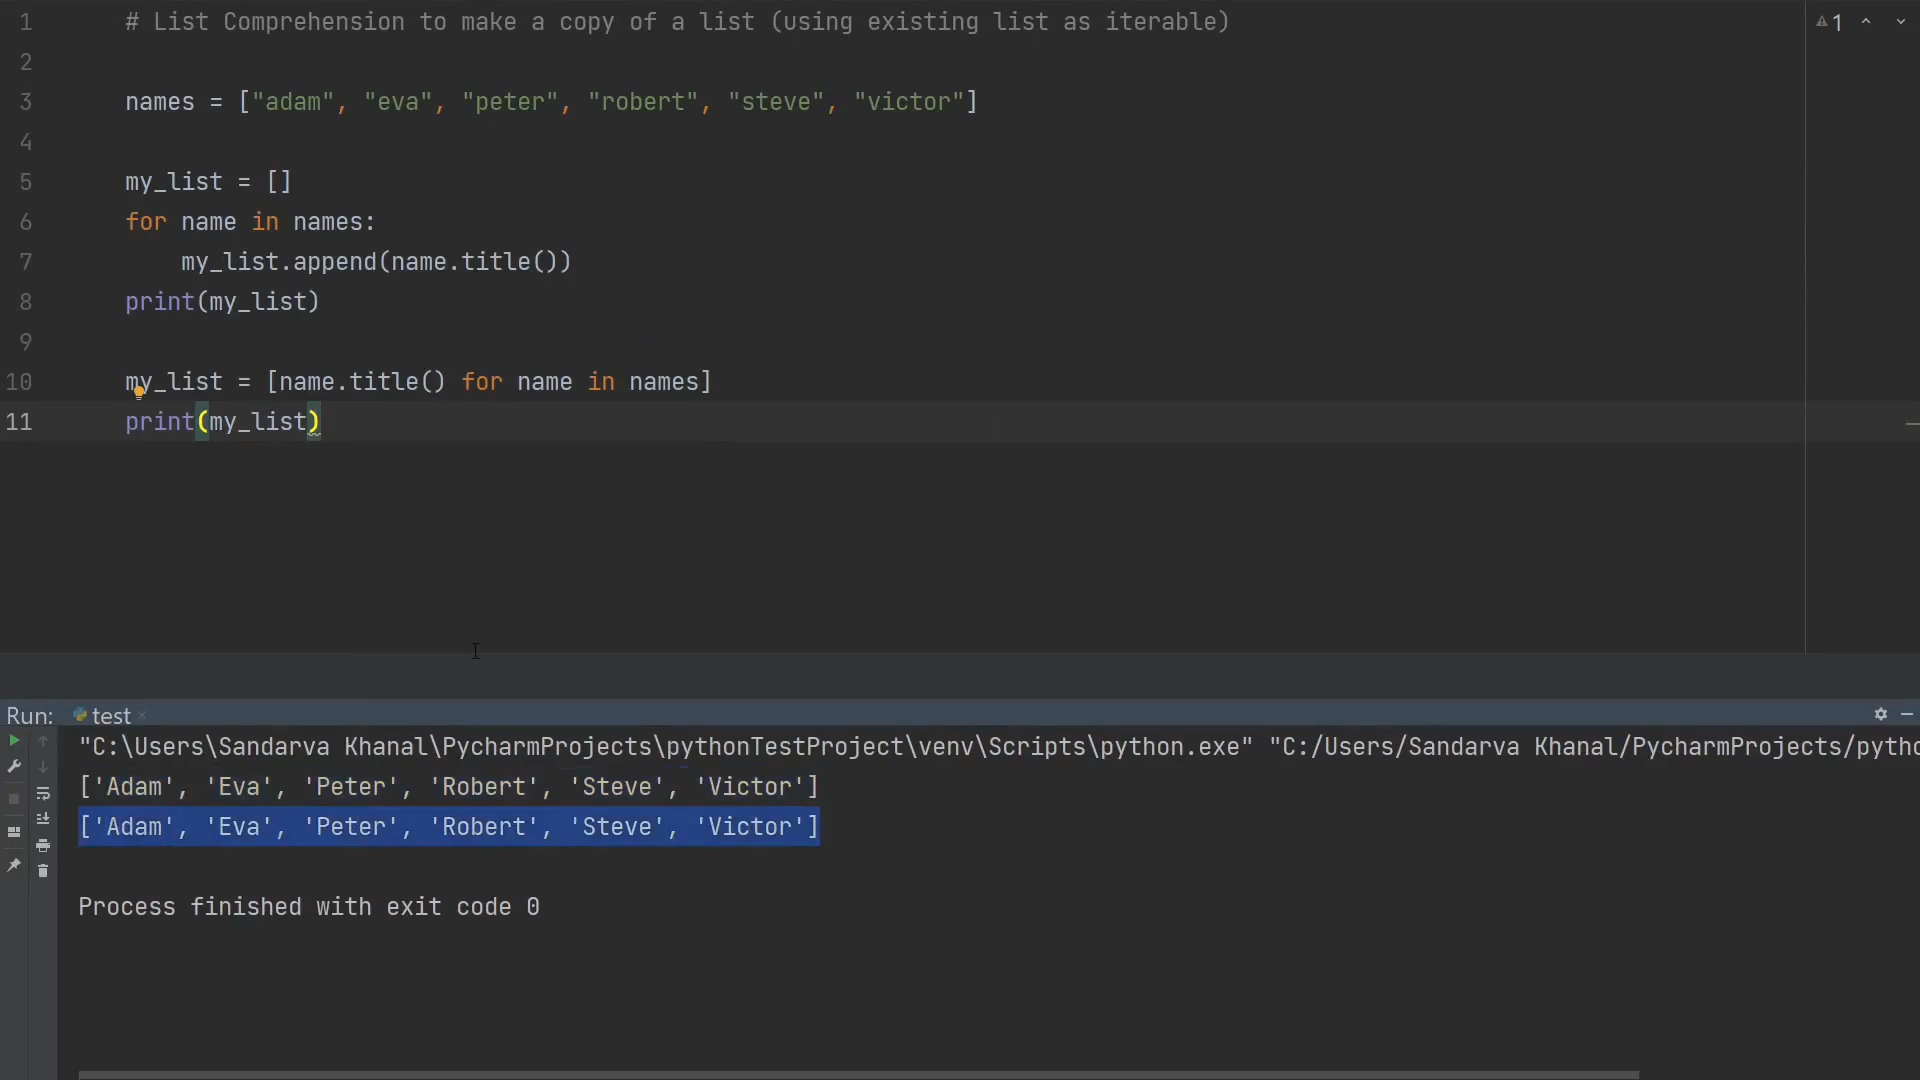 1 # List Comprehension to make a copy of a list (using existing list as iterable)
1
2
3 names = ["adam", "eva", "peter", "robert", "steve", "victor"]
4
5 my_list = []
6 for name in names:
7     my_list.append(name.title())
8 print(my_list)
9
10 my_list = [name.title() for name in names]
11 print(my_list)
Run: test
"C:\Users\Sandarva Khanal\PycharmProjects\pythonTestProject\venv\Scripts\python.exe" "C:/Users/Sandarva Khanal/PycharmProjects/pytho
['Adam', 'Eva', 'Peter', 'Robert', 'Steve', 'Victor']
['Adam', 'Eva', 'Peter', 'Robert', 'Steve', 'Victor']
Process finished with exit code 0